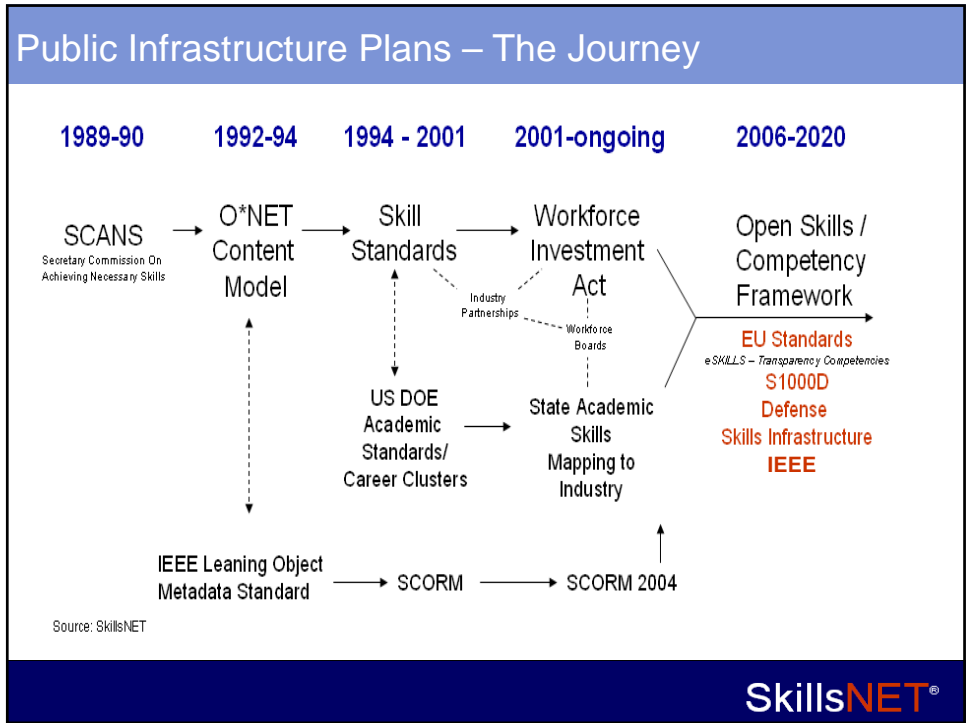 Public Infrastructure Plans – The Journey
1989-90
1992-94
1994 - 2001
2001-ongoing
2006-2020
SCANS
Secretary Commission On
Achieving Necessary Skills
O*NET
Content
Model
Skill
Standards
Workforce
Investment
Act
Open Skills /
Competency
Framework
Industry
Partnerships
Workforce
Boards
EU Standards
eSKILLS – Transparency Competencies
S1000D
Defense
Skills Infrastructure
IEEE
US DOE
Academic
Standards/
Career Clusters
State Academic
Skills
Mapping to
Industry
IEEE Leaning Object
Metadata Standard
SCORM
SCORM 2004
Source: SkillsNET
SkillsNET®